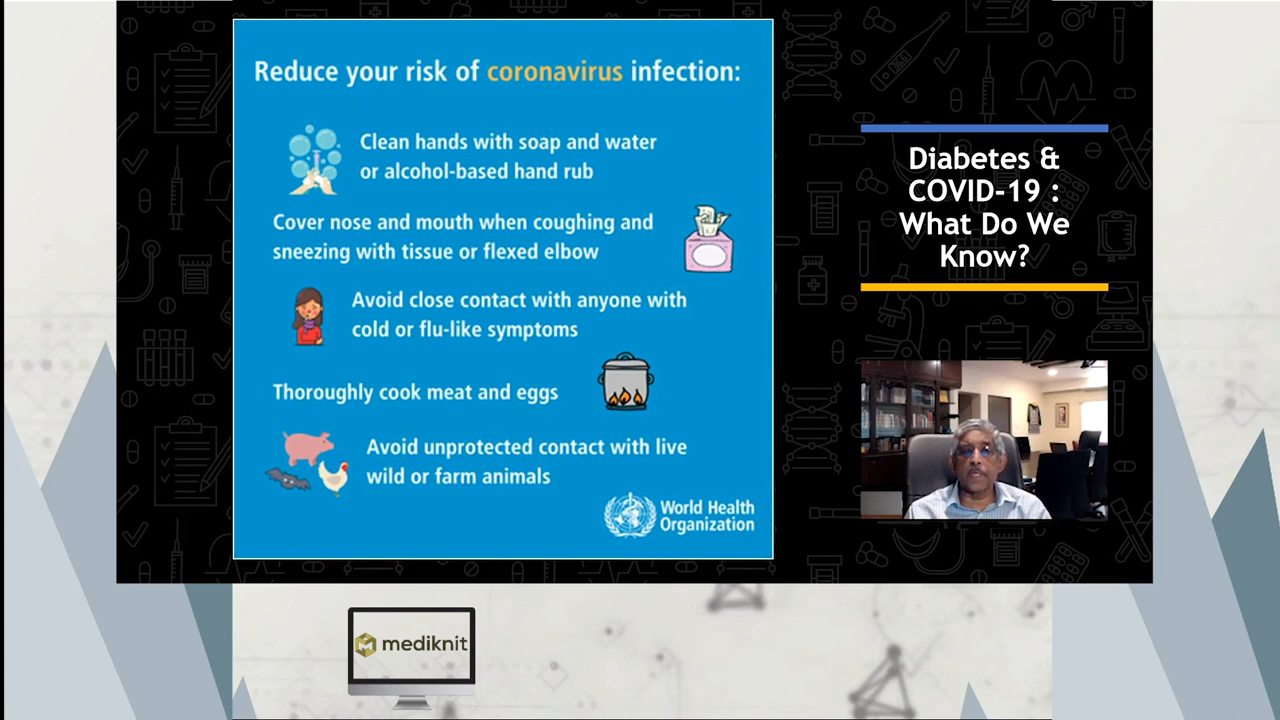 Reduce your risk of coronavirus infection:
Clean hands with soap and water
or alcohol-based hand rub
Cover nose and mouth when coughing and
sneezing with tissue or flexed elbow
Avoid close contact with anyone with
cold or flu-like symptoms
Thoroughly cook meat and eggs
Avoid unprotected contact with live
wild or farm animals
World Health
Organization
Diabetes &
COVID-19 :
What Do We
Know?
mediknit